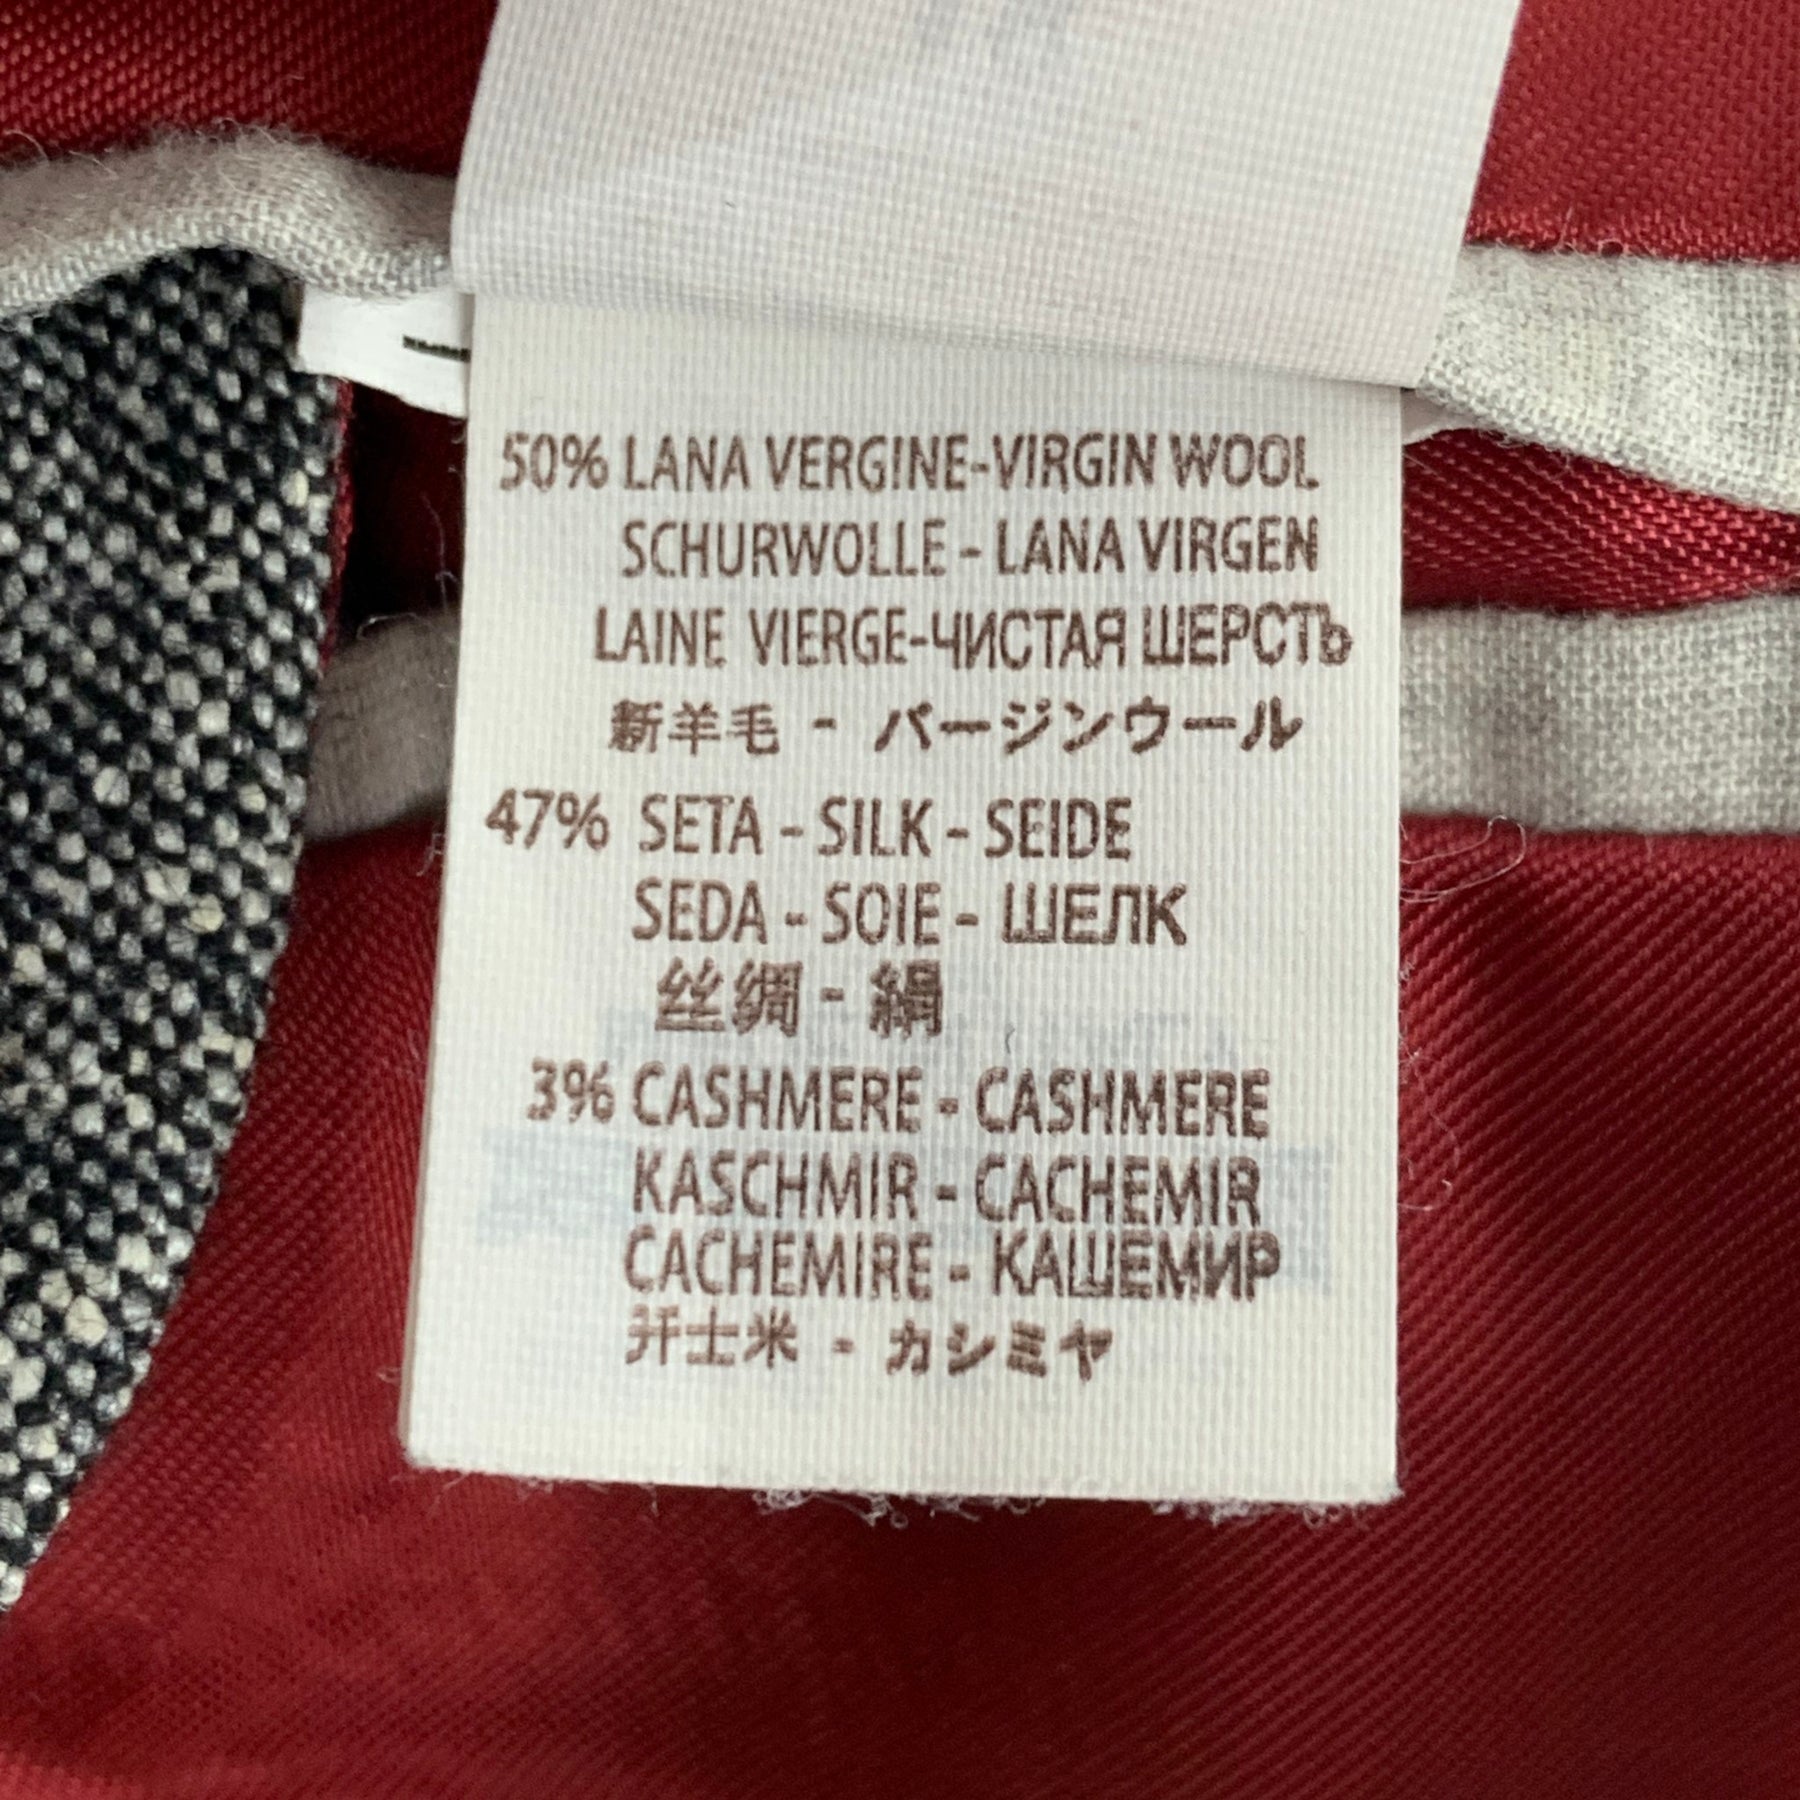 50% LANA VERGINE-VIRGIN WOOL
SCHURWOLLE - LANA VIRGEN
LAINE VIERGE-ЧИСТАЯ ШЕРСТЬ
新羊毛 - バージンウール
47% SETA - SILK - SEIDE
SEDA - SOIE - ШЕЛК
丝绸 - 絹
3% CASHMERE - CASHMERE
KASCHMIR - CACHEMIR
CACHEMIRE - КАШЕМИР
开士米 - カシミヤ